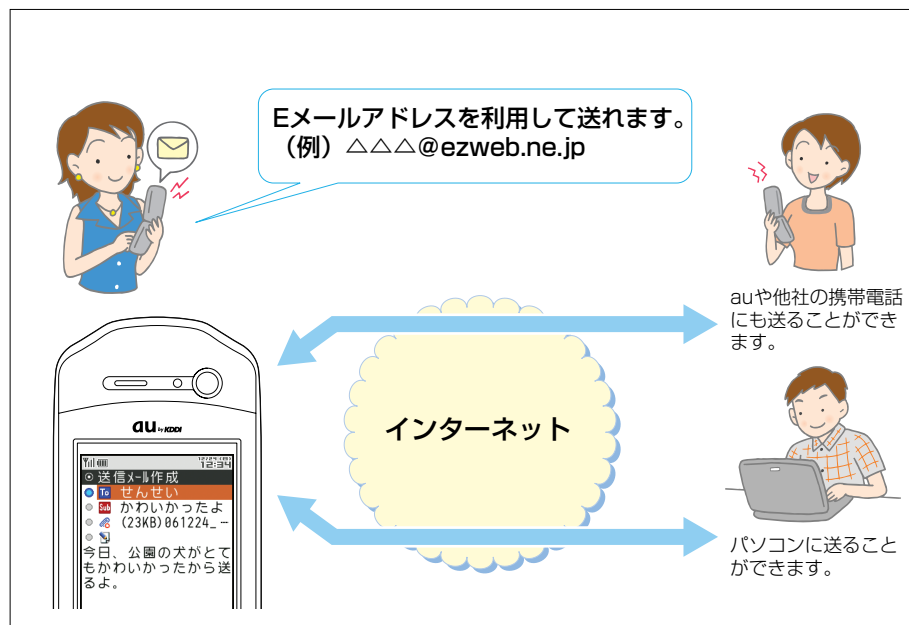 Eメールアドレスを利用して送れます。
(例)△△△@ezweb.ne.jp
auや他社の携帯電話
にも送ることができ
ます。
インターネット
au by KDDI
12/24(日)
12:34
送信メール作成
To せんせい
Sub かわいかったよ
(23KB)061224_…
今日、公園の犬がとて
もかわいかったから送
るよ。
パソコンに送ること
ができます。